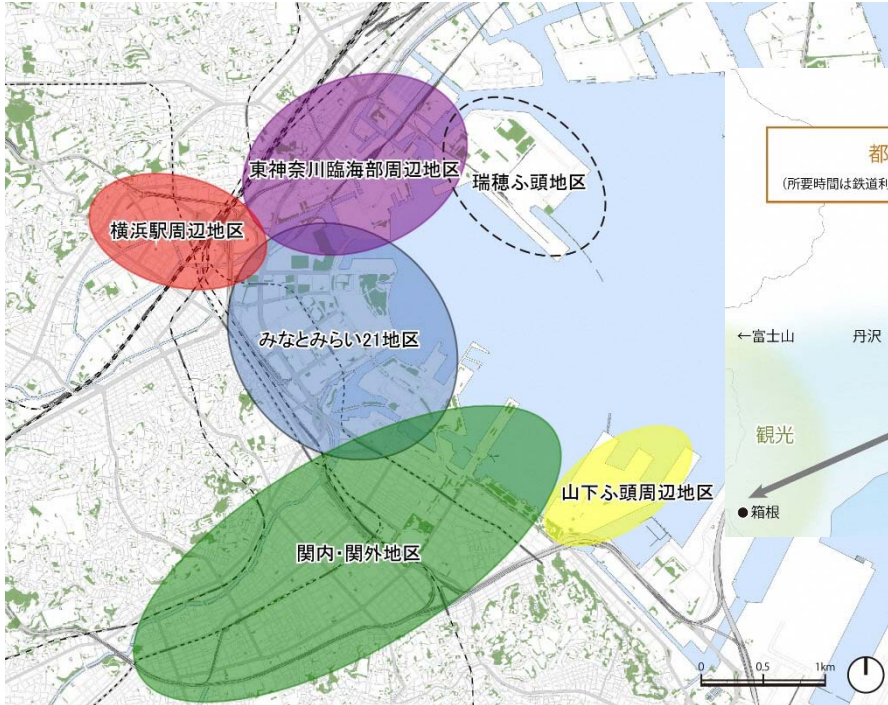 東神奈川臨海部周辺地区
瑞穂ふ頭地区
横浜駅周辺地区
みなとみらい21地区
山下ふ頭周辺地区
関内・関外地区
0 0.5 1km
都
(所要時間は鉄道利
←富士山 丹沢
観光
●箱根